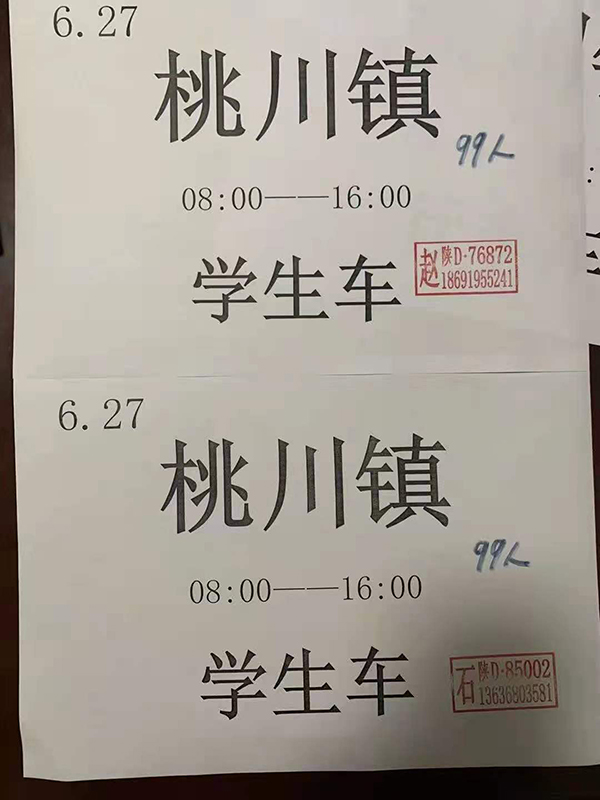 6.27
桃川镇
99人
08:00——16:00
学生车
赵
陕D·76872
18691955241
6.27
桃川镇
99人
08:00——16:00
学生车
石
陕D·85002
13636803581